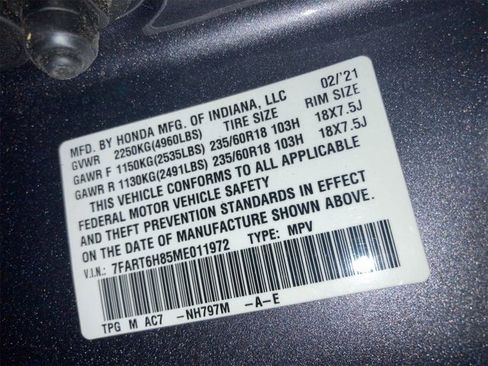 MFD. BY HONDA MFG. OF INDIANA, LLC 02/'21
GVWR 2250KG(4960LBS) TIRE SIZE RIM SIZE
GAWR F 1150KG(2535LBS) 235/60R18 103H 18X7.5J
GAWR R 1130KG(2491LBS) 235/60R18 103H 18X7.5J
THIS VEHICLE CONFORMS TO ALL APPLICABLE
FEDERAL MOTOR VEHICLE SAFETY
AND THEFT PREVENTION STANDARDS IN EFFECT
ON THE DATE OF MANUFACTURE SHOWN ABOVE.
V.I.N.: 7FART6H85ME011972 TYPE: MPV
TPG M AC7 -NH797M -A-E